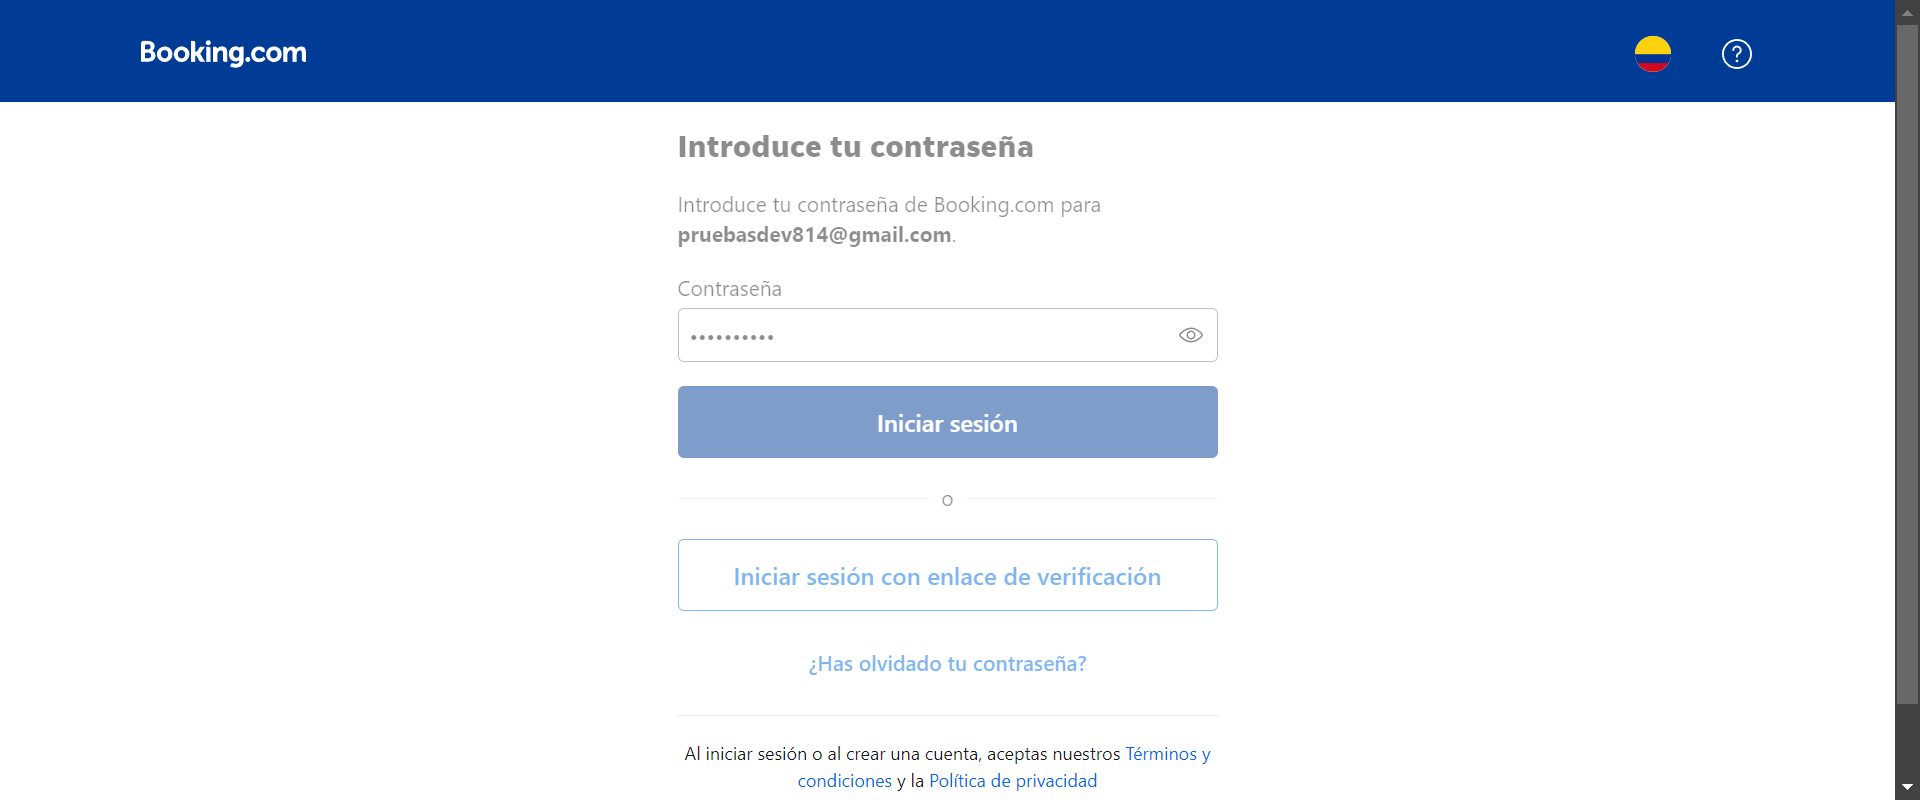 Booking.com
Introduce tu contraseña
Introduce tu contraseña de Booking.com para
pruebasdev814@gmail.com.
Contraseña
••••••••••
Iniciar sesión
o
Iniciar sesión con enlace de verificación
¿Has olvidado tu contraseña?
Al iniciar sesión o al crear una cuenta, aceptas nuestros Términos y
condiciones y la Política de privacidad